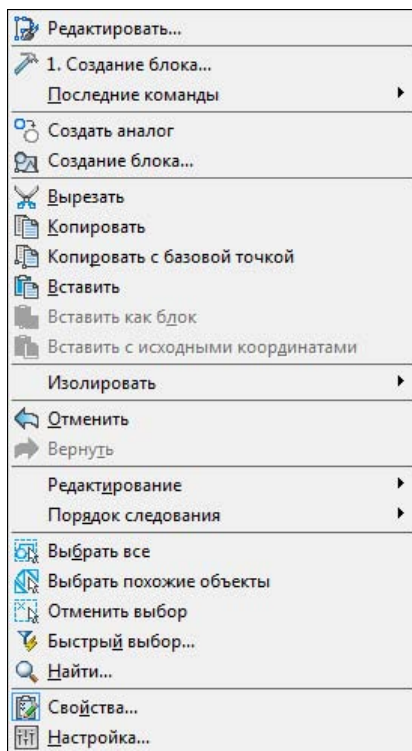 Редактировать...
1. Создание блока...
Последние команды
Создать аналог
Создание блока...
Вырезать
Копировать
Копировать с базовой точкой
Вставить
Вставить как блок
Вставить с исходными координатами
Изолировать
Отменить
Вернуть
Редактирование
Порядок следования
Выбрать все
Выбрать похожие объекты
Отменить выбор
Быстрый выбор...
Найти...
Свойства...
Настройка...